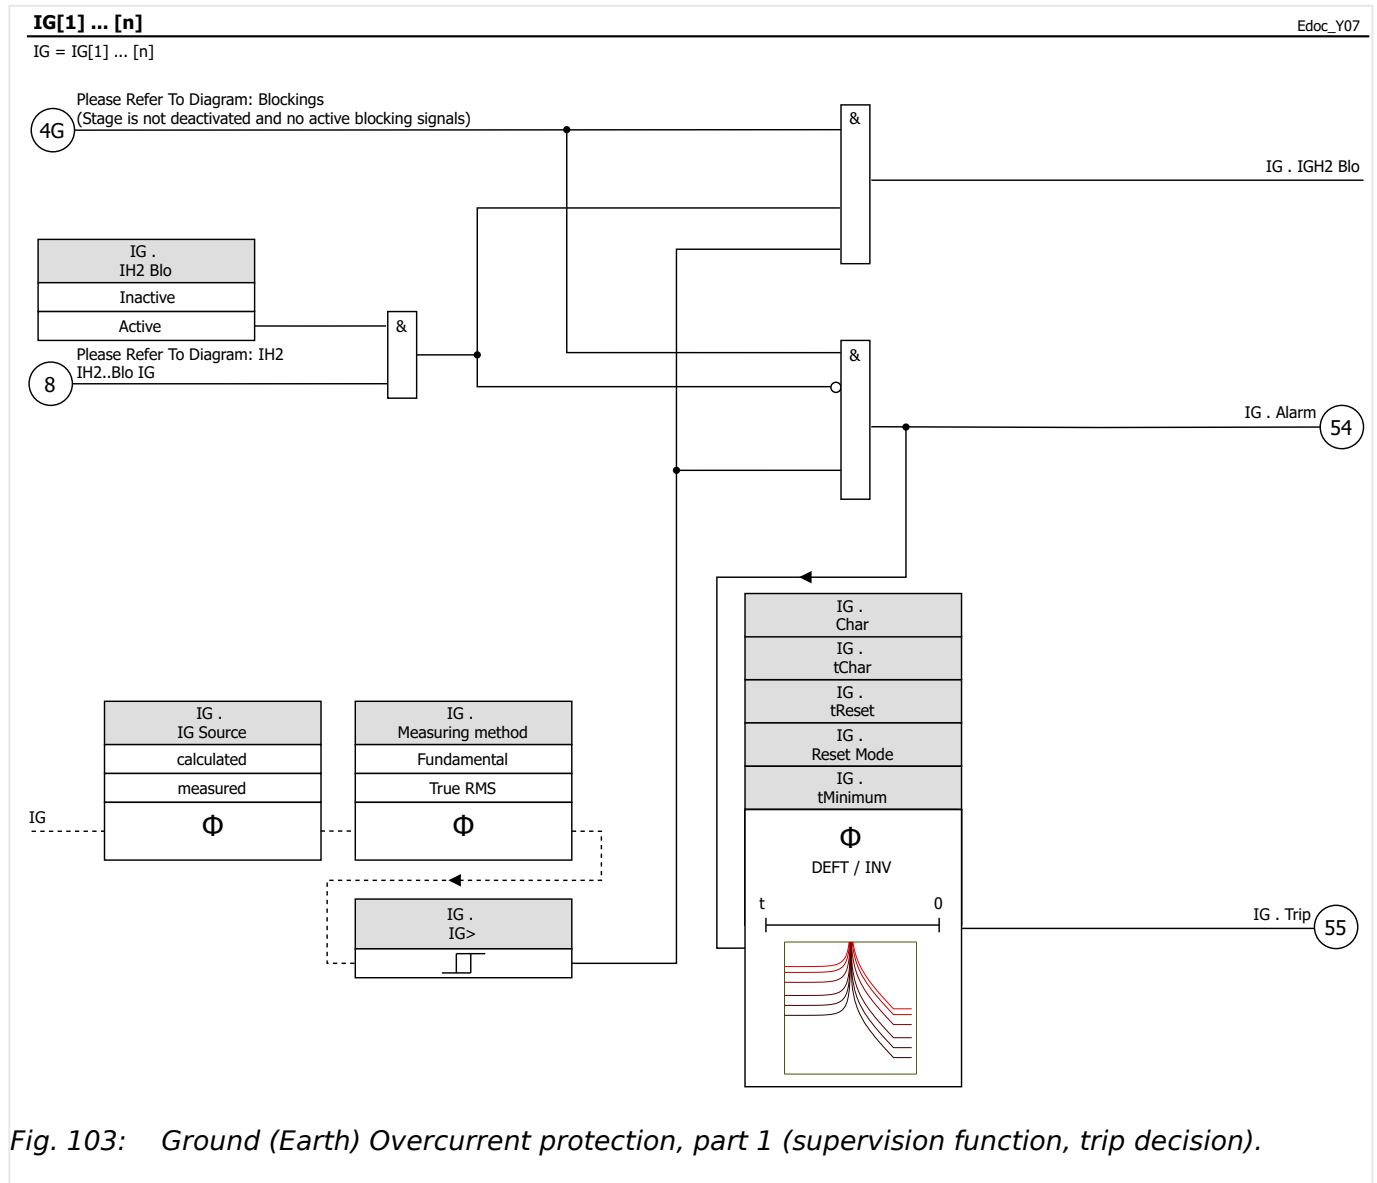 IG[1] ... [n]
Edoc_Y07
IG = IG[1] ... [n]
Please Refer To Diagram: Blockings
(Stage is not deactivated and no active blocking signals)
4G
&
IG . IGH2 Blo
IG .
IH2 Blo
Inactive
Active
&
Please Refer To Diagram: IH2
IH2..Blo IG
8
&
IG . Alarm
54
IG .
Char
IG .
tChar
IG .
tReset
IG .
Reset Mode
IG .
tMinimum
Φ
DEFT / INV
t
0
IG . Trip
55
IG .
IG Source
calculated
measured
Φ
IG .
Measuring method
Fundamental
True RMS
Φ
IG
IG .
IG>
Fig. 103: Ground (Earth) Overcurrent protection, part 1 (supervision function, trip decision).